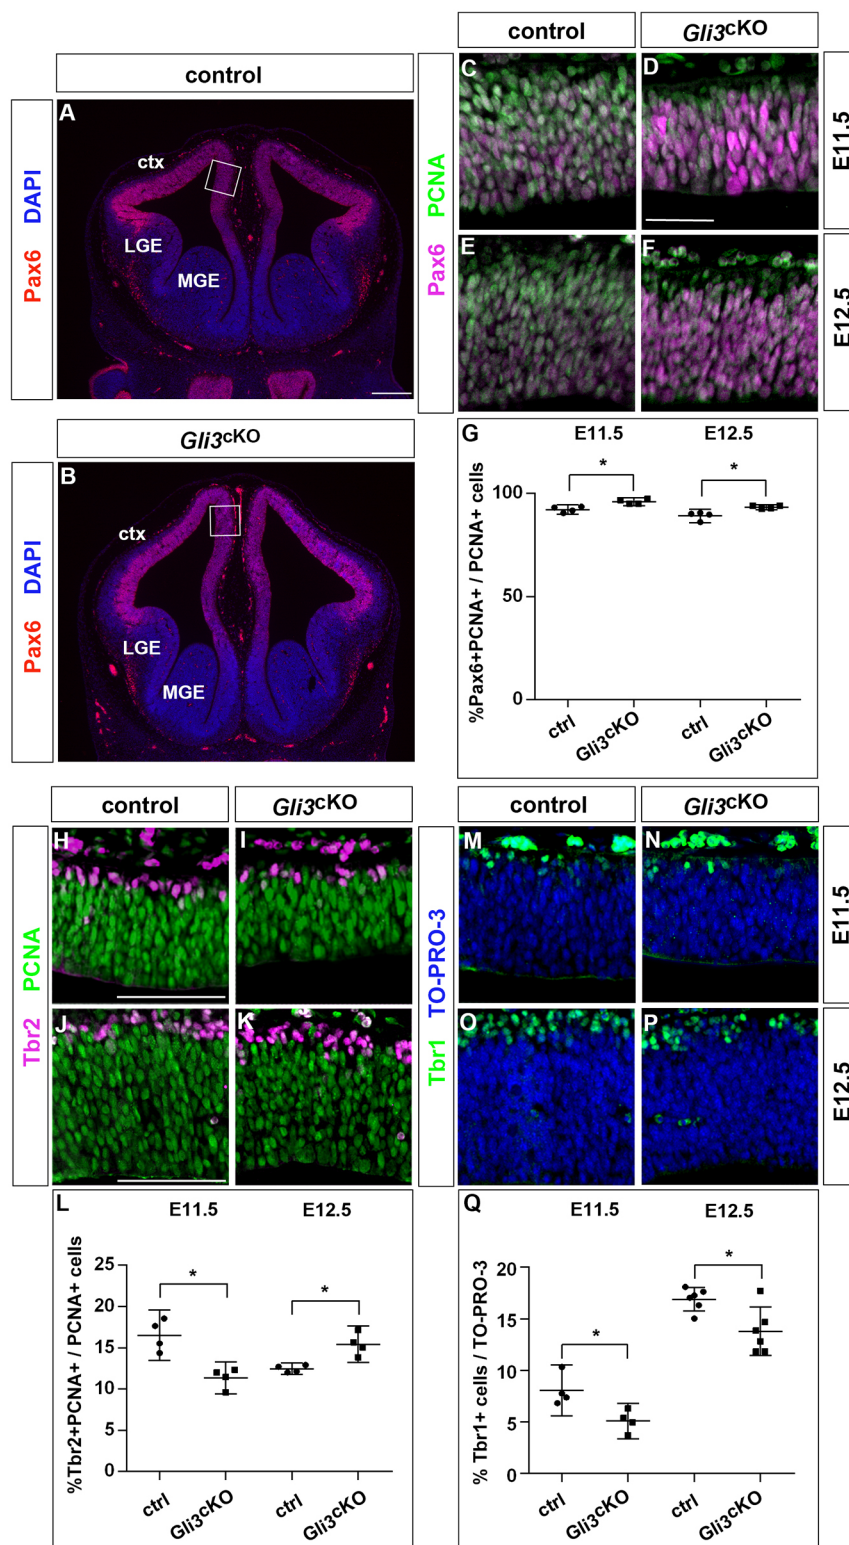 control
Pax6 DAPI
A
ctx
LGE
MGE
Gli3cKO
Pax6 DAPI
B
ctx
LGE
MGE
control
Gli3cKO
Pax6 PCNA
C
D
E11.5
E
F
E12.5
G
E11.5
E12.5
%Pax6+PCNA+ / PCNA+ cells
*
*
100
50
0
ctrl
Gli3cKO
ctrl
Gli3cKO
control
Gli3cKO
Tbr2 PCNA
H
I
J
K
control
Gli3cKO
Tbr1 TO-PRO-3
M
N
E11.5
O
P
E12.5
L
E11.5
E12.5
%Tbr2+PCNA+ / PCNA+ cells
*
*
25
20
15
10
5
0
ctrl
Gli3cKO
ctrl
Gli3cKO
Q
E11.5
E12.5
% Tbr1+ cells / TO-PRO-3
*
*
20
15
10
5
0
ctrl
Gli3cKO
ctrl
Gli3cKO